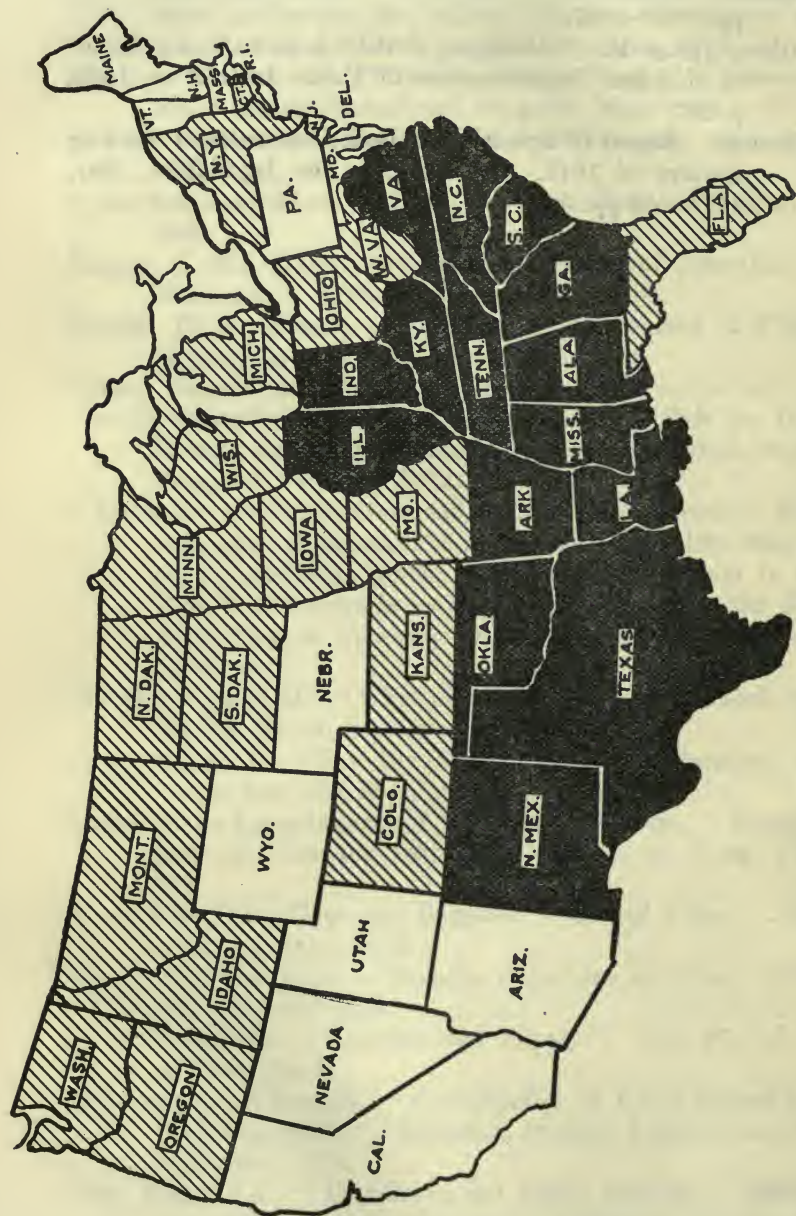 WASH.
OREGON
CAL.
NEVADA
IDAHO
MONT.
WYO.
UTAH
ARIZ.
COLO.
N. MEX.
N. DAK.
S. DAK.
NEBR.
KANS.
OKLA
TEXAS
MINN.
IOWA
MO.
ARK
LA.
WIS.
ILL.
MICH.
IND.
OHIO
KY.
TENN.
MISS.
ALA
GA.
FLA.
S.C.
N.C.
VA.
W. VA.
MD.
DEL.
PA.
N.J.
N.Y.
CT.
R.I.
MASS
VT.
N.H
MAINE